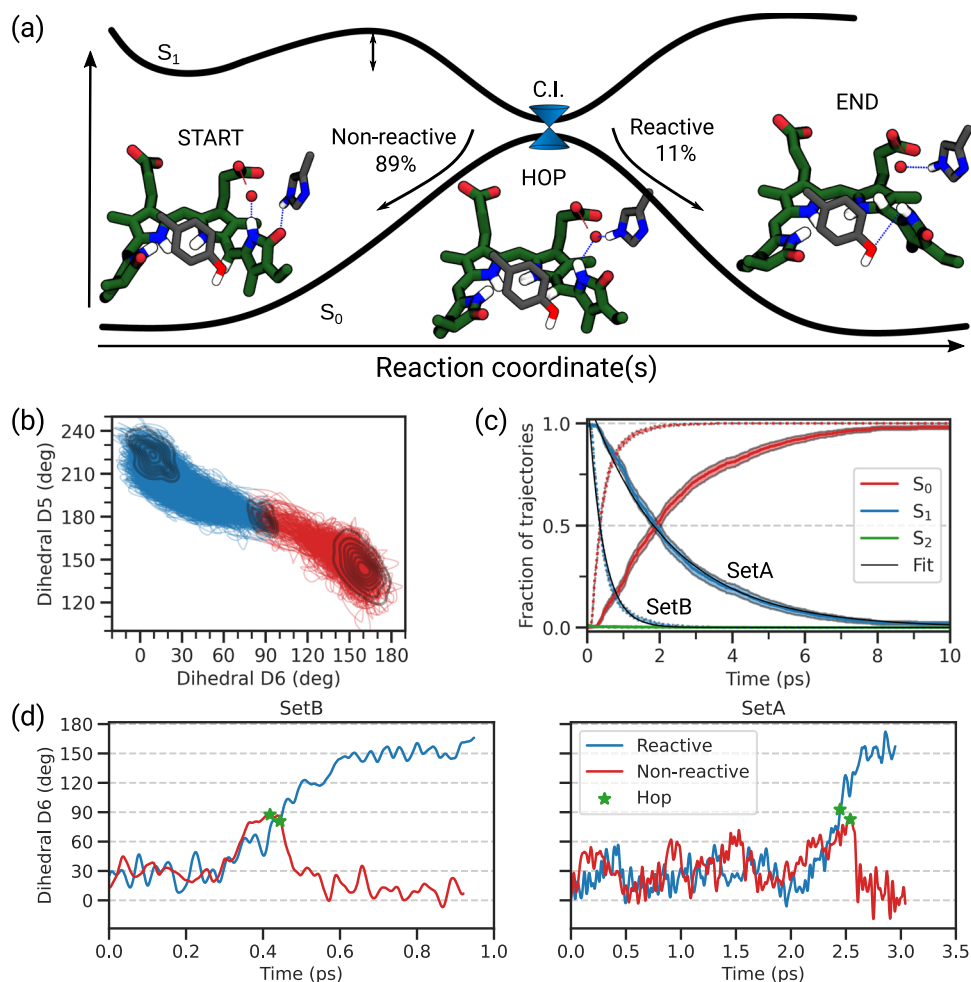 (a)
S1
C.I.
START
Non-reactive
89%
HOP
Reactive
11%
END
S0
Reaction coordinate(s)
(b)
240
210
180
150
120
Dihedral D5 (deg)
0 30 60 90 120 150 180
Dihedral D6 (deg)
(c)
1.0
0.5
0.0
Fraction of trajectories
S0
S1
S2
Fit
SetA
SetB
0 2 4 6 8 10
Time (ps)
(d)
SetB
180
150
120
90
60
30
0
Dihedral D6 (deg)
0.0 0.2 0.4 0.6 0.8 1.0
Time (ps)
SetA
Reactive
Non-reactive
Hop
0.0 0.5 1.0 1.5 2.0 2.5 3.0 3.5
Time (ps)